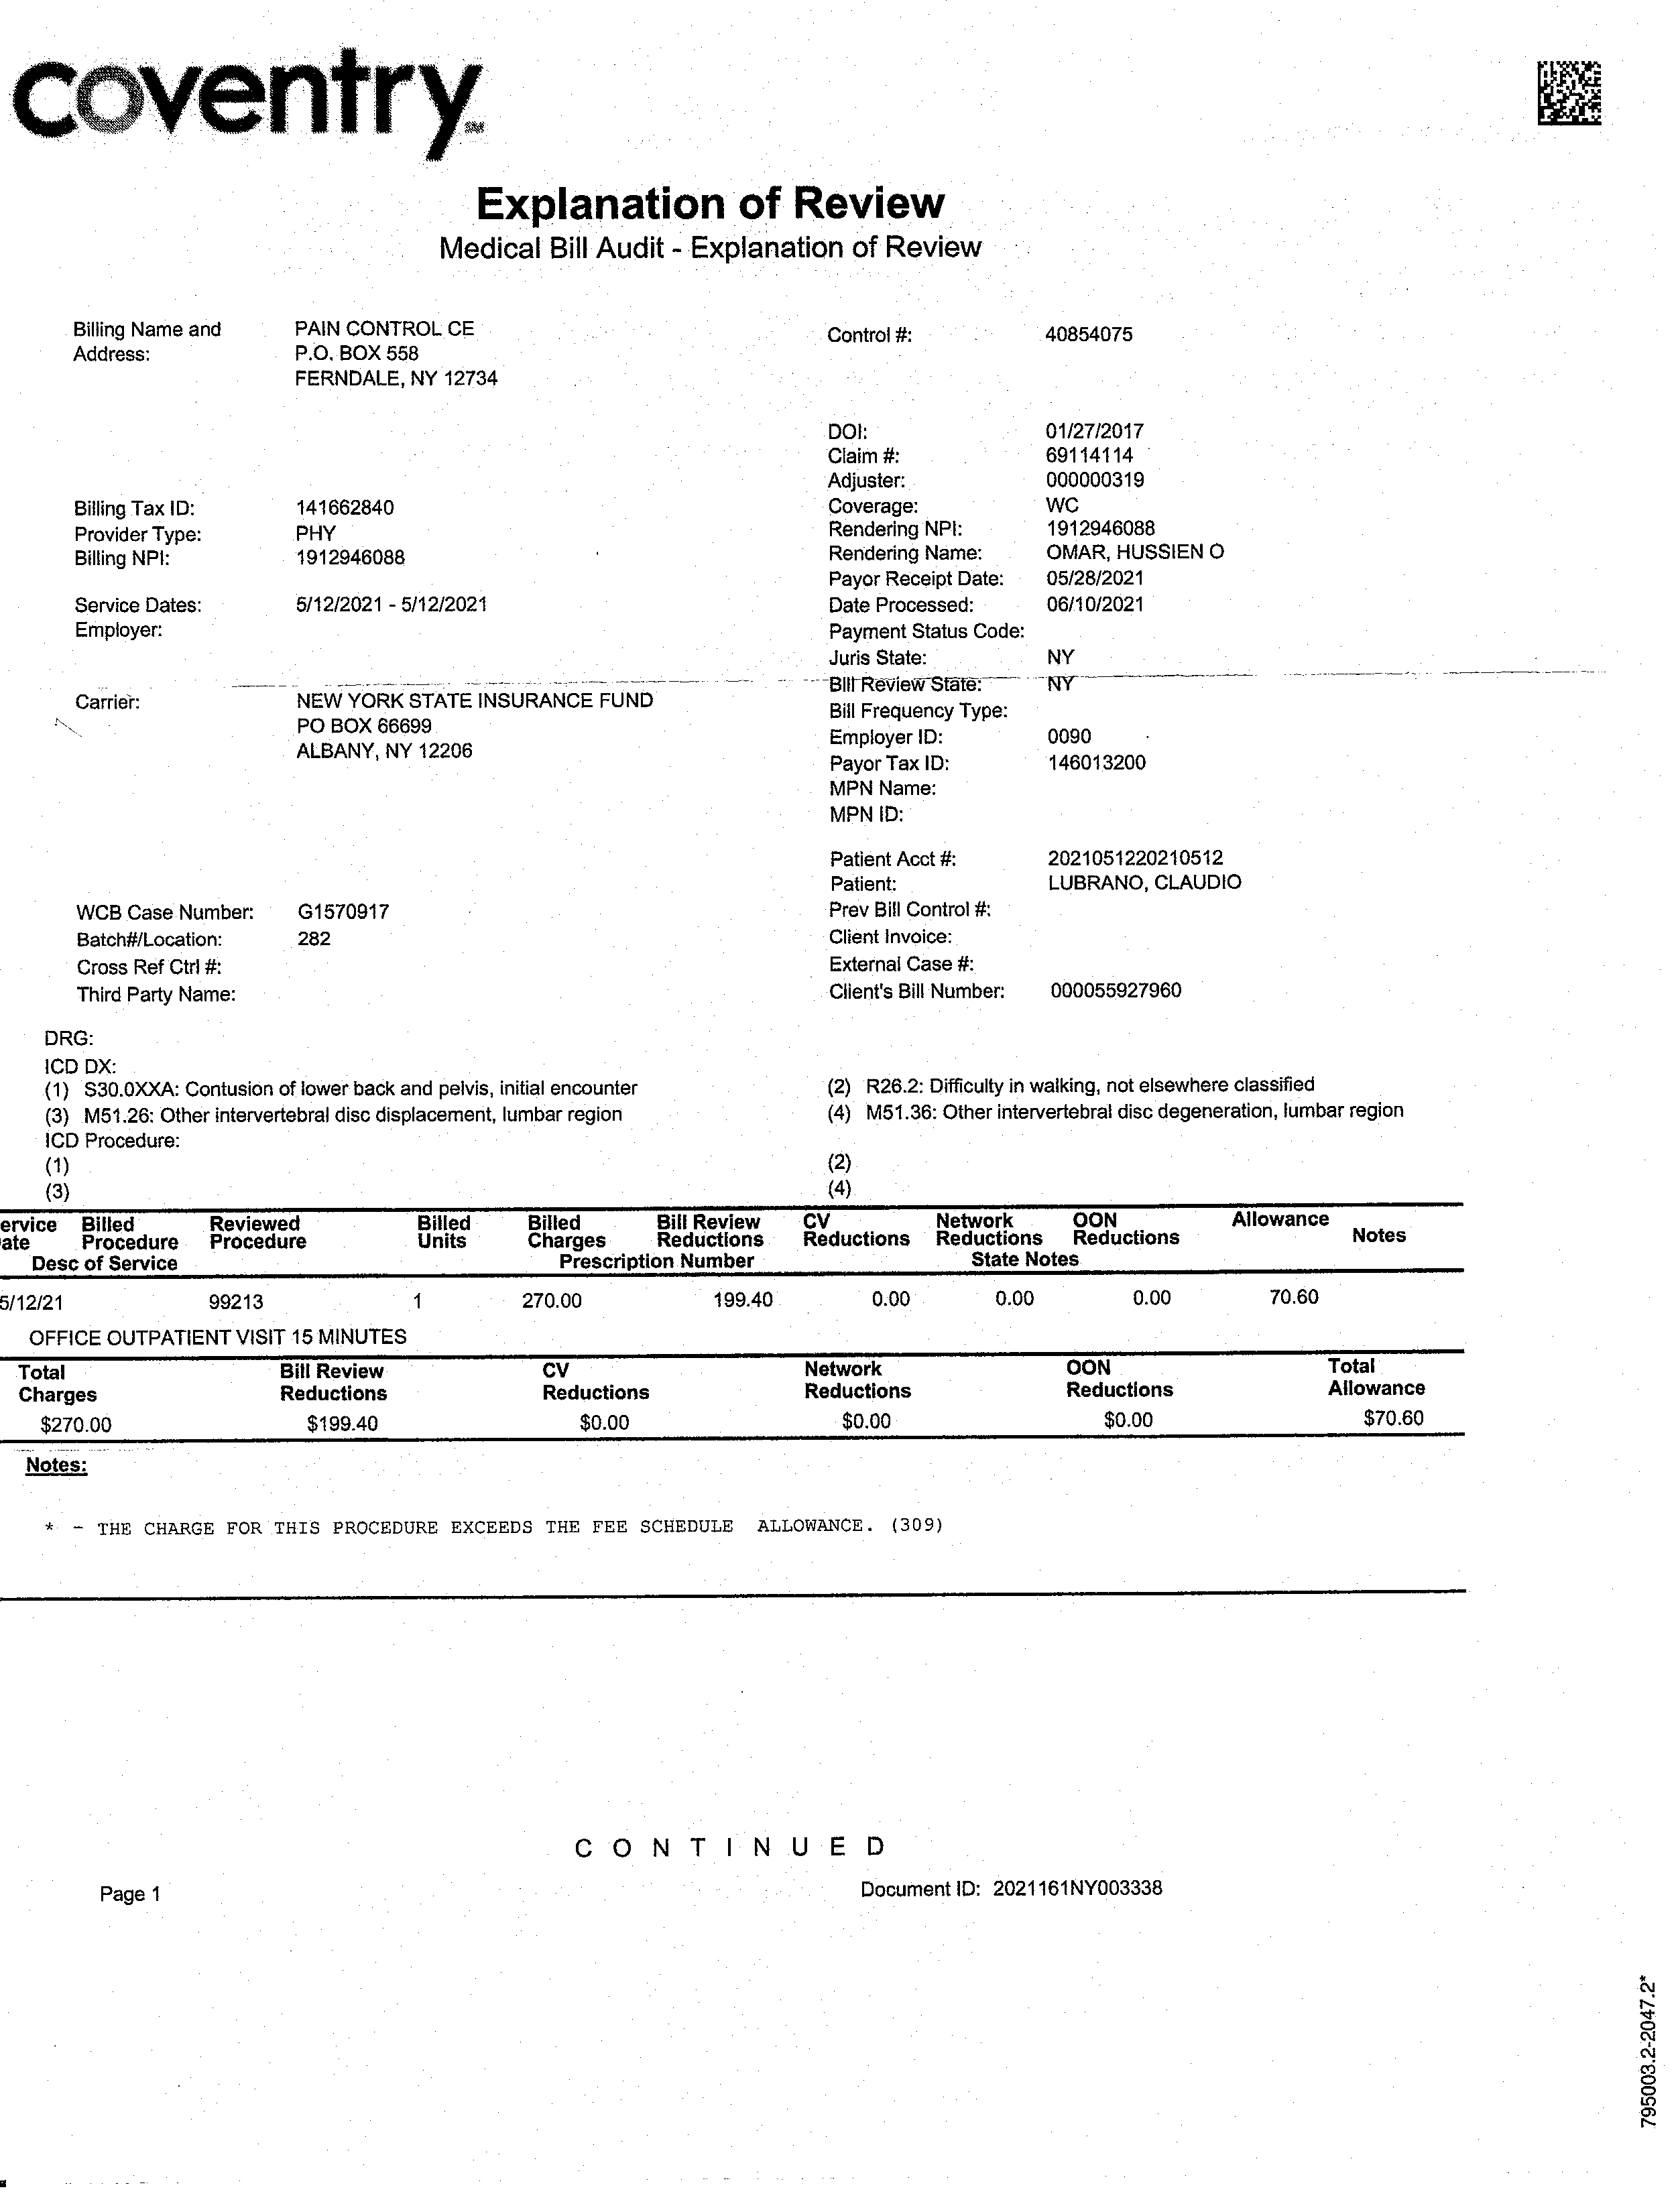 coventry SM
Explanation of Review
Medical Bill Audit - Explanation of Review
Billing Name and Address: PAIN CONTROL CE
P.O. BOX 558
FERNDALE, NY 12734
Control #: 40854075
DOI: 01/27/2017
Claim #: 69114114
Adjuster: 000000319
Billing Tax ID: 141662840 Coverage: WC
Provider Type: PHY Rendering NPI: 1912946088
Billing NPI: 1912946088 Rendering Name: OMAR, HUSSIEN O
Payor Receipt Date: 05/28/2021
Service Dates: 5/12/2021 - 5/12/2021 Date Processed: 06/10/2021
Employer: Payment Status Code:
Juris State: NY
Bill Review State: NY
Carrier: NEW YORK STATE INSURANCE FUND
PO BOX 66699
ALBANY, NY 12206
Bill Frequency Type:
Employer ID: 0090
Payor Tax ID: 146013200
MPN Name:
MPN ID:
Patient Acct #: 2021051220210512
Patient: LUBRANO, CLAUDIO
WCB Case Number: G1570917 Prev Bill Control #:
Batch#/Location: 282 Client Invoice:
Cross Ref Ctrl #: External Case #:
Third Party Name: Client's Bill Number: 000055927960
DRG:
ICD DX:
(1) S30.0XXA: Contusion of lower back and pelvis, initial encounter (2) R26.2: Difficulty in walking, not elsewhere classified
(3) M51.26: Other intervertebral disc displacement, lumbar region (4) M51.36: Other intervertebral disc degeneration, lumbar region
ICD Procedure:
(1) (2)
(3) (4)
ervice Billed Reviewed Billed Billed Bill Review CV Network OON Allowance
ate Procedure Procedure Units Charges Reductions Reductions Reductions Reductions Notes
Desc of Service Prescription Number State Notes
5/12/21 99213 1 270.00 199.40 0.00 0.00 0.00 70.60
OFFICE OUTPATIENT VISIT 15 MINUTES
Total Bill Review CV Network OON Total
Charges Reductions Reductions Reductions Reductions Allowance
$270.00 $199.40 $0.00 $0.00 $0.00 $70.60
Notes:
* - THE CHARGE FOR THIS PROCEDURE EXCEEDS THE FEE SCHEDULE ALLOWANCE. (309)
C O N T I N U E D
Page 1 Document ID: 2021161NY003338
795003.2-2047.2*